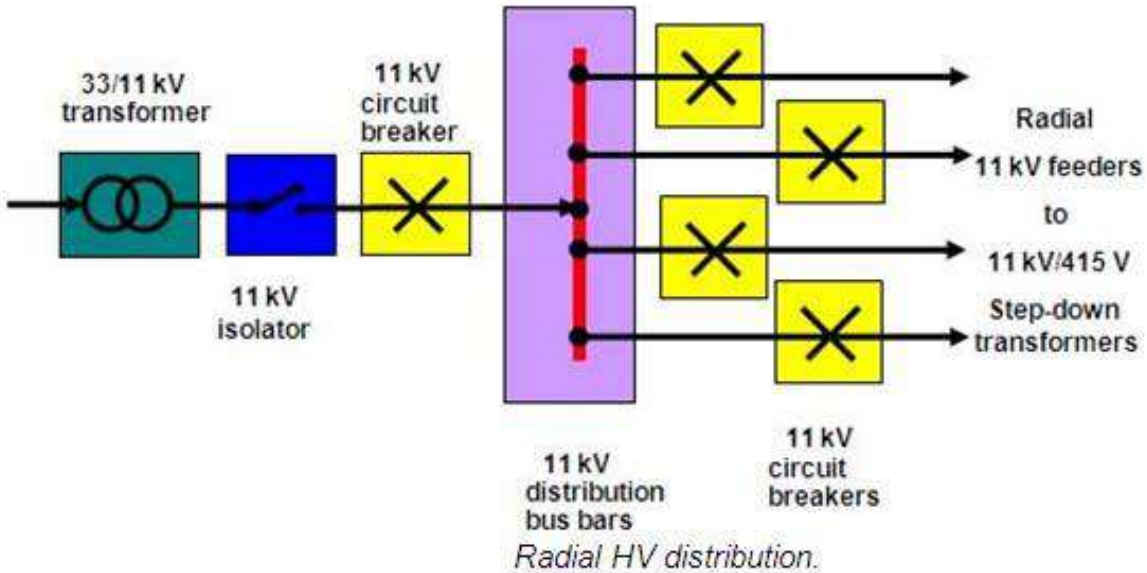 33/11 kV
transformer
11 kV
circuit
breaker
11 kV
isolator
11 kV
distribution
bus bars
11 kV
circuit
breakers
Radial
11 kV feeders
to
11 kV/415 V
Step-down
transformers
Radial HV distribution.